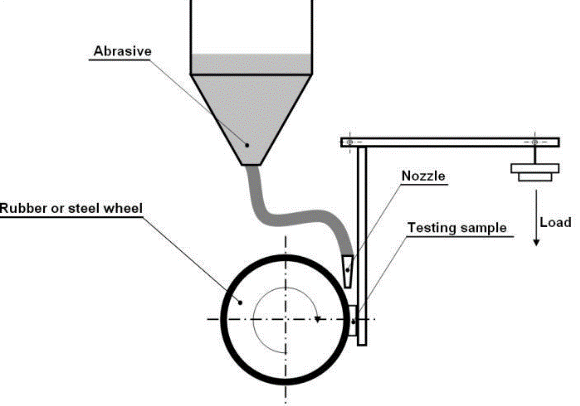 Abrasive
Nozzle
Rubber or steel wheel
Testing sample
Load